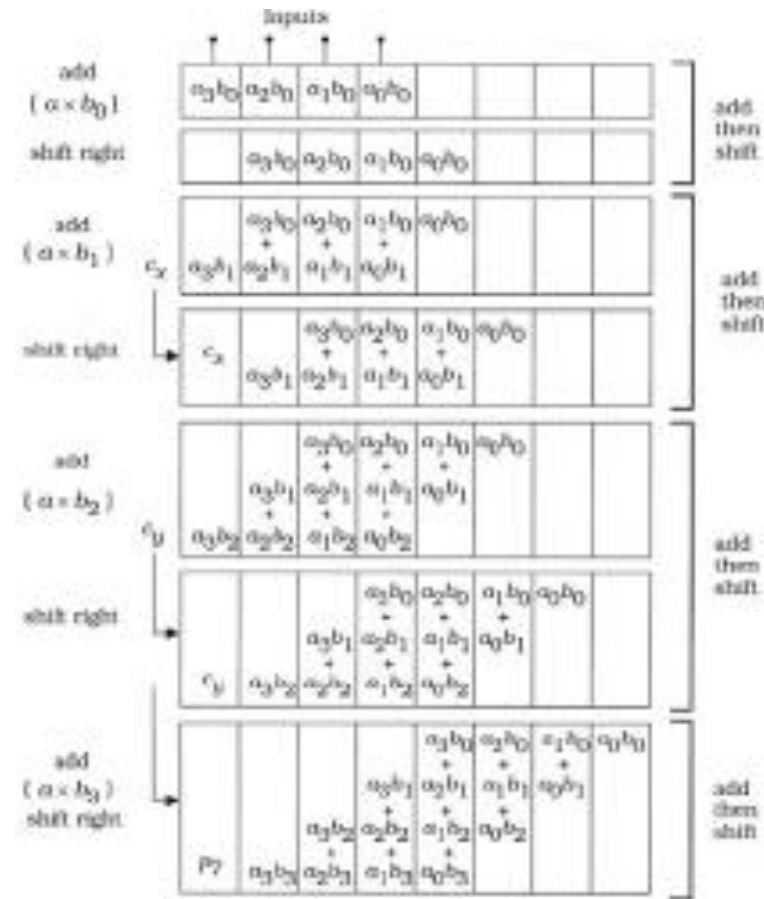 Inputs
add
( a × b0 )
a3b0 a2b0 a1b0 a0b0
add
then
shift
shift right
a3b0 a2b0 a1b0 a0b0
add
( a × b1 )
a3b0 a2b0 a1b0 a0b0
+ + +
cx a3b1 a2b1 a1b1 a0b1
add
then
shift
shift right
a3b0 a2b0 a1b0 a0b0
cx + + +
a3b1 a2b1 a1b1 a0b1
add
( a × b2 )
a3b0 a2b0 a1b0 a0b0
+ + +
a3b1 a2b1 a1b1 a0b1
+ + +
cy a3b2 a2b2 a1b2 a0b2
add
then
shift
shift right
a2b0 a2b0 a1b0 a0b0
+ + +
a3b1 a2b1 a1b1 a0b1
+ + +
cy a3b2 a2b2 a1b2 a0b2
add
( a × b3 )
shift right
a3b0 a2b0 a1b0 a0b0
+ + +
a3b1 a2b1 a1b1 a0b1
+ + +
a3b2 a2b2 a1b2 a0b2
+ + +
p7 a3b3 a2b3 a1b3 a0b3
add
then
shift